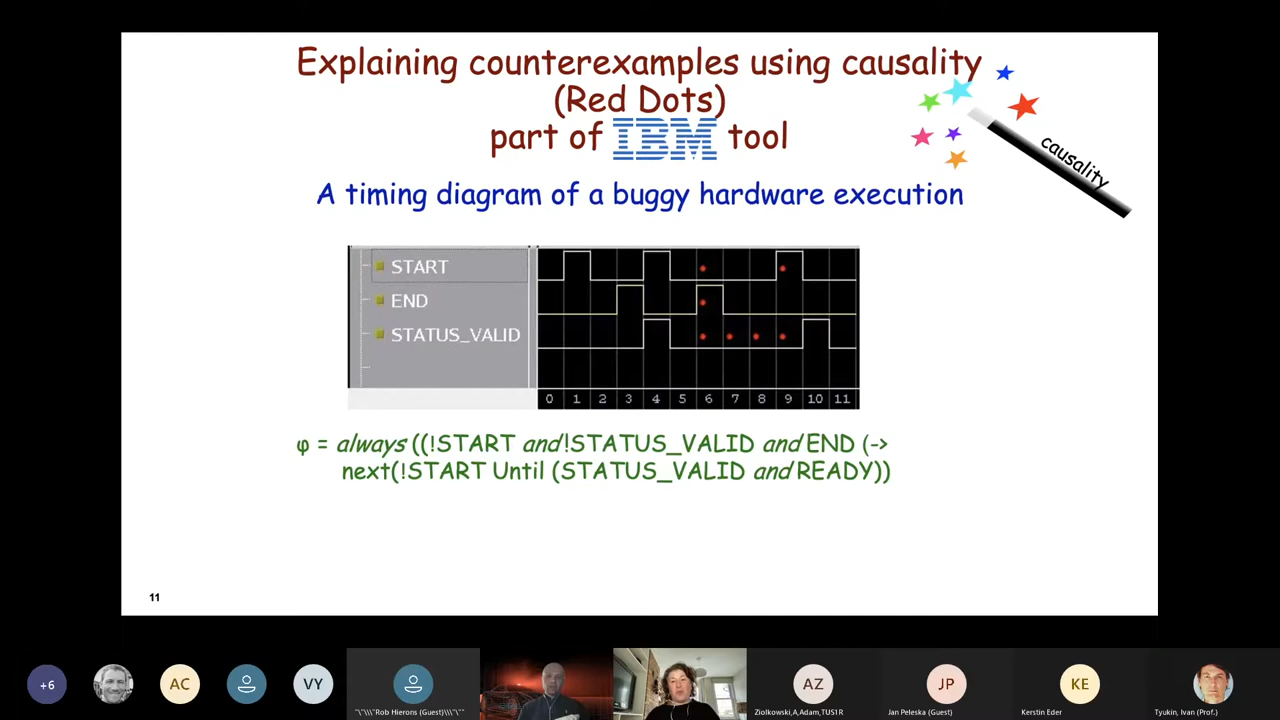 Explaining counterexamples using causality
(Red Dots)
part of IBM tool
causality
A timing diagram of a buggy hardware execution
START
END
STATUS_VALID
0 1 2 3 4 5 6 7 8 9 10 11
φ = always ((!START and!STATUS_VALID and END (->
next(!START Until (STATUS_VALID and READY))
11
+6
AC
VY
"\"\\\"Rob Hierons (Guest)\\\"\""
AZ
Ziolkowski,A,Adam,TUS1R
JP
Jan Peleska (Guest)
KE
Kerstin Eder
Tyukin, Ivan (Prof.)